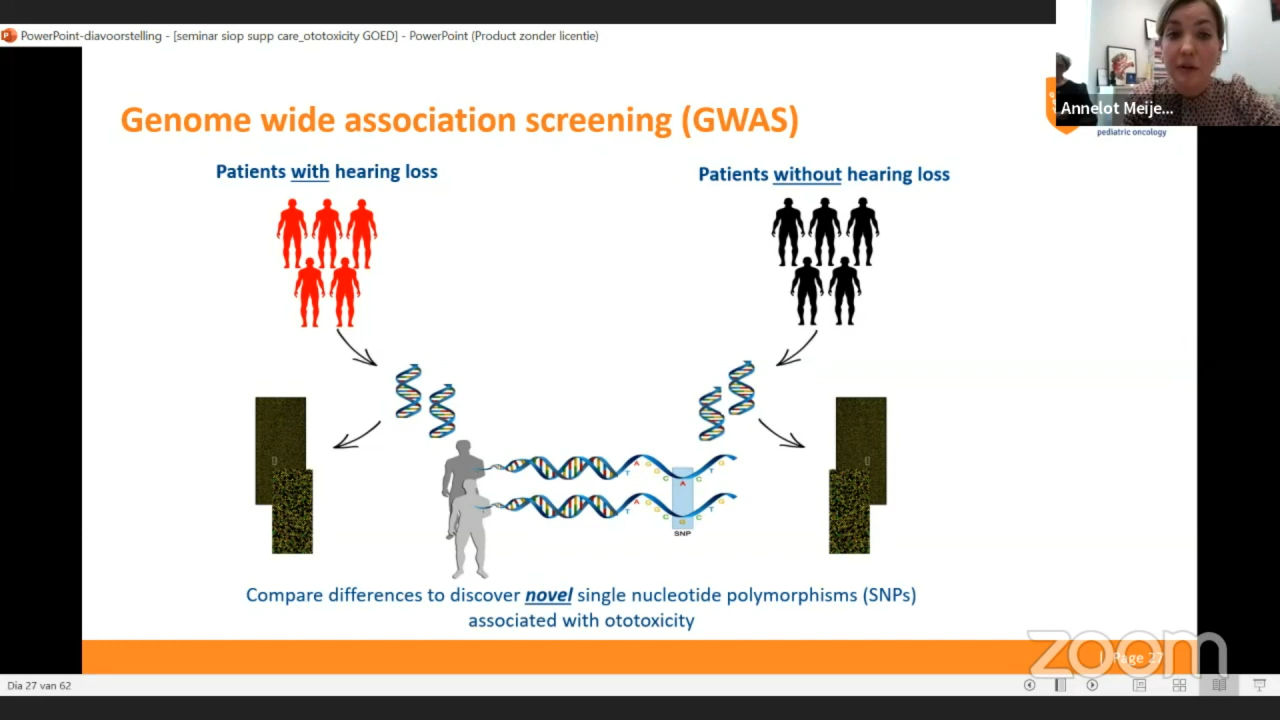 PowerPoint-diavoorstelling - [seminar siop supp care_ototoxicity GOED] - PowerPoint (Product zonder licentie)
Annelot Meije...
pediatric oncology
Genome wide association screening (GWAS)
Patients with hearing loss
Patients without hearing loss
T A G G C A C T G
T A G G C G C T G
SNP
Compare differences to discover novel single nucleotide polymorphisms (SNPs)
associated with ototoxicity
| Page 27
zoom
Dia 27 van 62